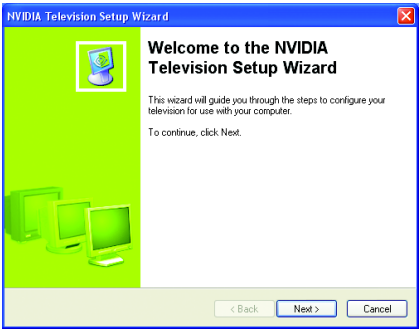 NVIDIA Television Setup Wizard
Welcome to the NVIDIA
Television Setup Wizard
This wizard will guide you through the steps to configure your
television for use with your computer.
To continue, click Next.
< Back
Next >
Cancel